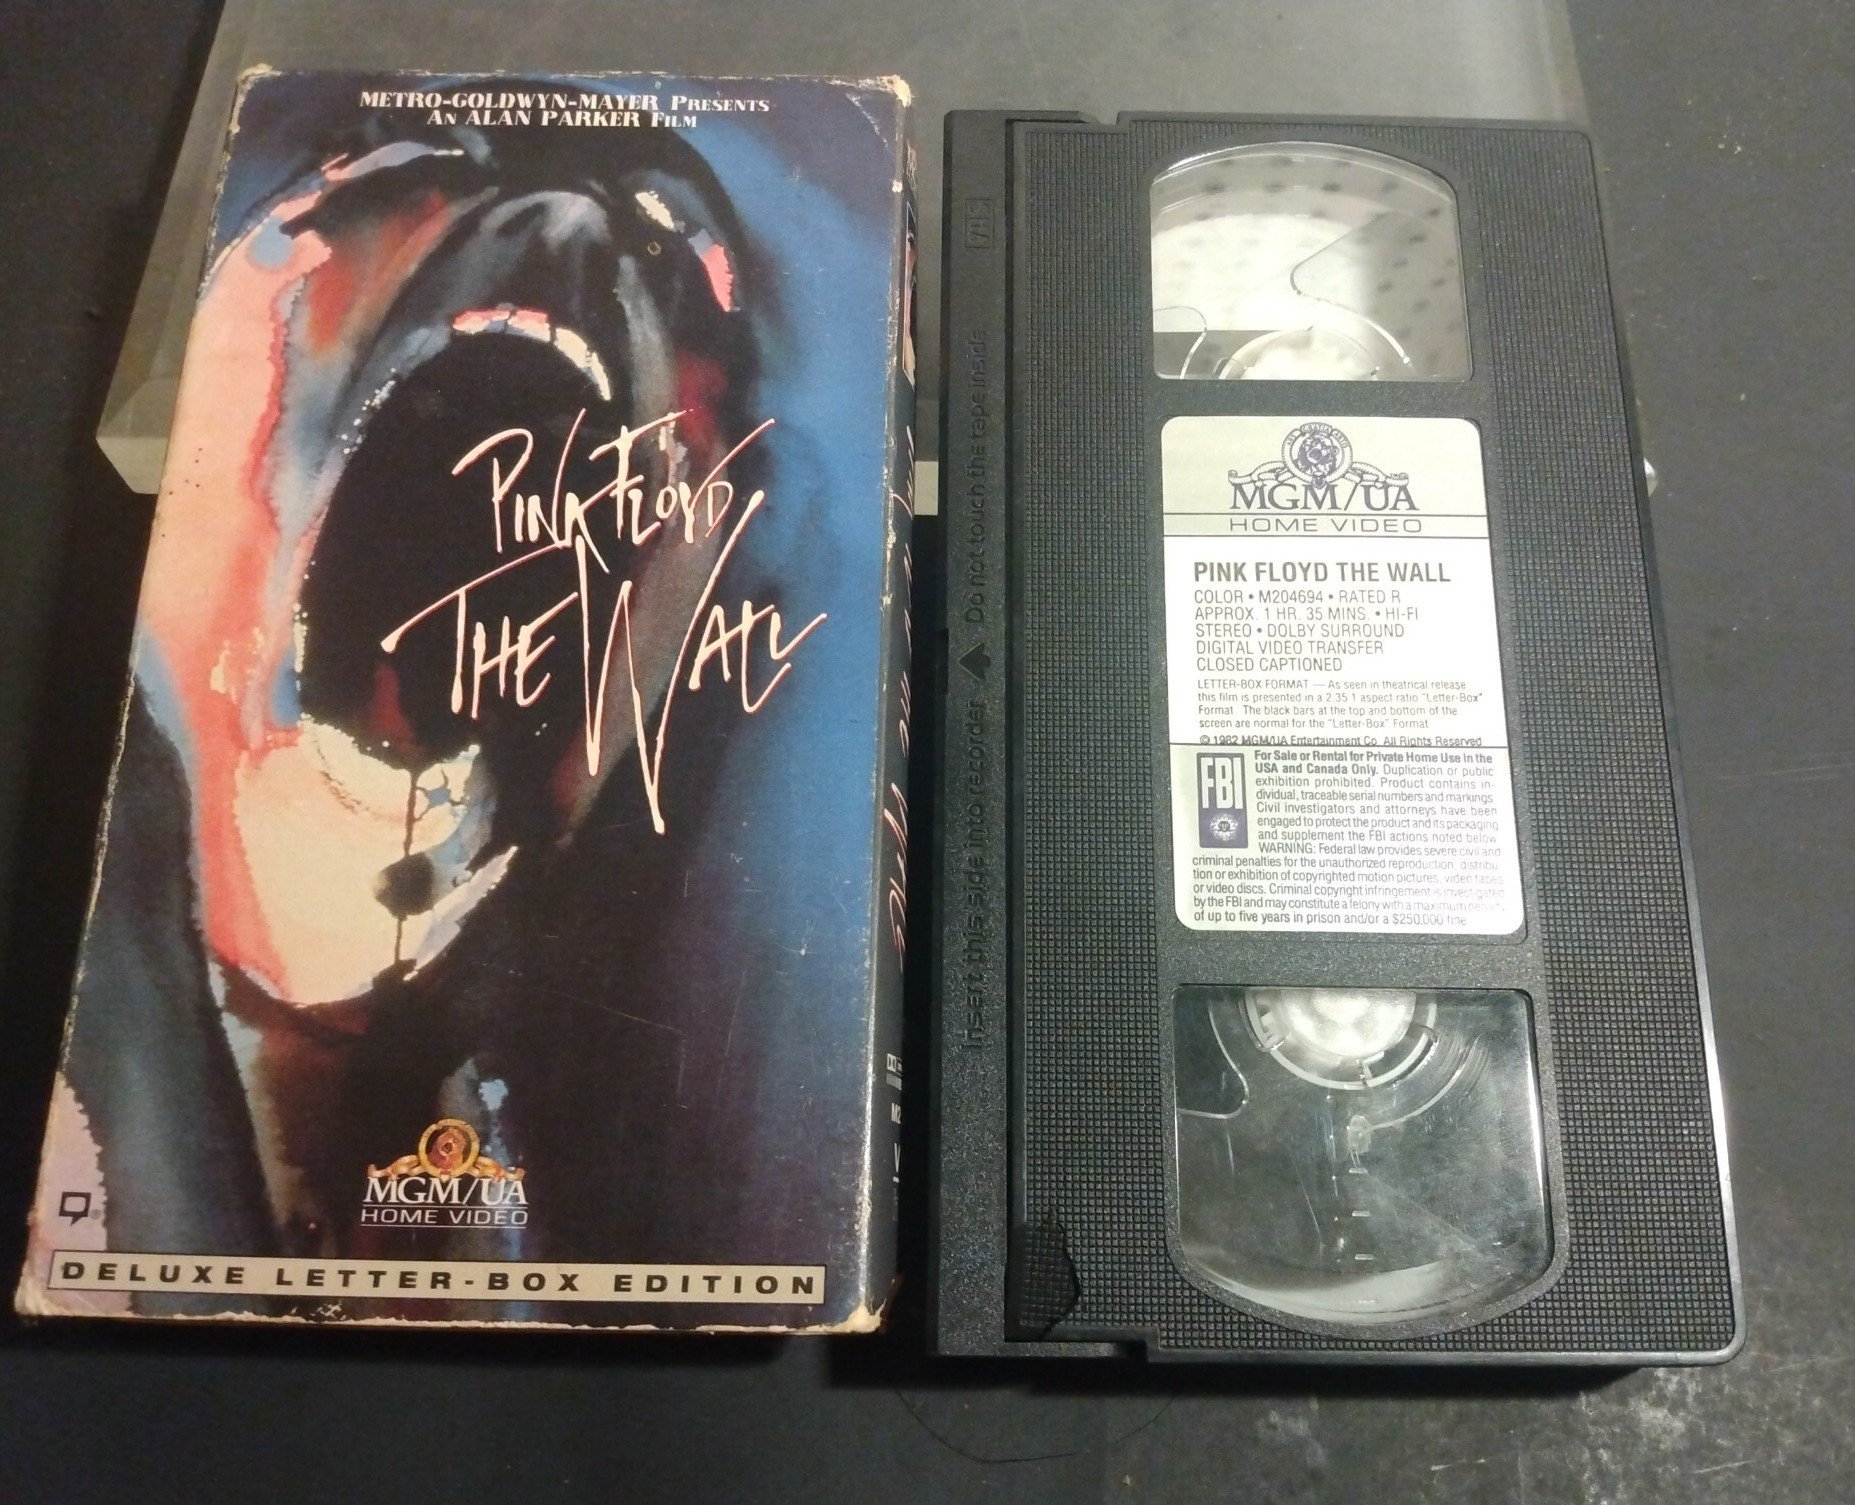 METRO-GOLDWYN-MAYER PRESENTS
AN ALAN PARKER FILM
PINK FLOYD
THE WALL
MGM/UA
HOME VIDEO
DELUXE LETTER-BOX EDITION
Do not touch the tape inside
Insert this side into recorder
MGM/UA
HOME VIDEO
PINK FLOYD THE WALL
COLOR • M204694 • RATED R
APPROX. 1 HR. 35 MINS. • HI-FI
STEREO • DOLBY SURROUND
DIGITAL VIDEO TRANSFER
CLOSED CAPTIONED
LETTER-BOX FORMAT — As seen in theatrical release
this film is presented in a 2.35:1 aspect ratio "Letter-Box"
Format. The black bars at the top and bottom of the
screen are normal for the "Letter-Box" Format
© 1982 MGM/UA Entertainment Co. All Rights Reserved
FBI
For Sale or Rental for Private Home Use in the
USA and Canada Only. Duplication or public
exhibition prohibited. Product contains in-
dividual, traceable serial numbers and markings
Civil investigators and attorneys have been
engaged to protect the product and its packaging
and supplement the FBI actions noted below
WARNING: Federal law provides severe civil and
criminal penalties for the unauthorized reproduction, distribu-
tion or exhibition of copyrighted motion pictures, video tapes
or video discs. Criminal copyright infringement is investigated
by the FBI and may constitute a felony with a maximum penalty
of up to five years in prison and/or a $250,000 fine